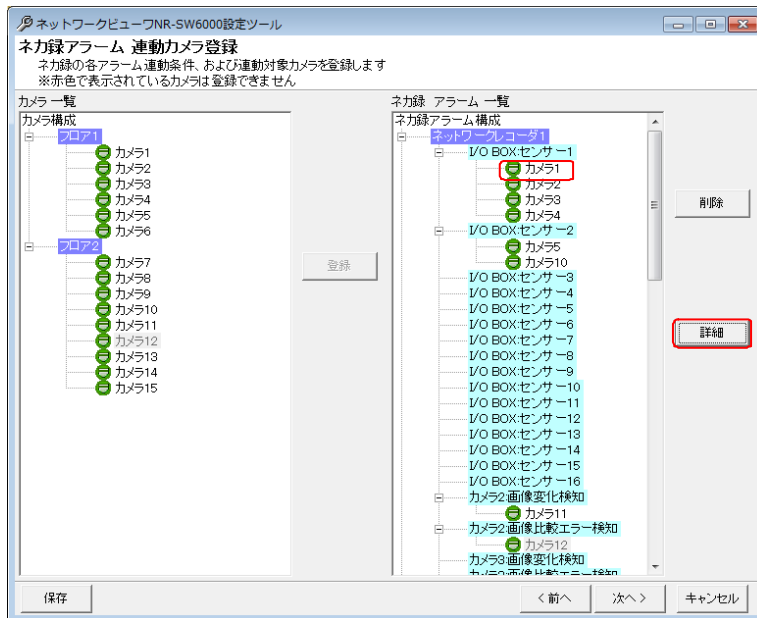 ネットワークビューワNR-SW6000設定ツール
ネカ録アラーム 連動カメラ登録
ネカ録の各アラーム連動条件、および連動対象カメラを登録します
※赤色で表示されているカメラは登録できません
カメラ 一覧
カメラ構成
フロア1
カメラ1
カメラ2
カメラ3
カメラ4
カメラ5
カメラ6
フロア2
カメラ7
カメラ8
カメラ9
カメラ10
カメラ11
カメラ12
カメラ13
カメラ14
カメラ15
登録
ネカ録 アラーム 一覧
ネカ録アラーム構成
ネットワークレコーダ1
I/O BOX:センサー1
カメラ1
カメラ2
カメラ3
カメラ4
I/O BOX:センサー2
カメラ5
カメラ10
I/O BOX:センサー3
I/O BOX:センサー4
I/O BOX:センサー5
I/O BOX:センサー6
I/O BOX:センサー7
I/O BOX:センサー8
I/O BOX:センサー9
I/O BOX:センサー10
I/O BOX:センサー11
I/O BOX:センサー12
I/O BOX:センサー13
I/O BOX:センサー14
I/O BOX:センサー15
I/O BOX:センサー16
カメラ2:画像変化検知
カメラ11
カメラ2:画像比較エラー検知
カメラ12
カメラ3:画像変化検知
削除
詳細
保存
＜前へ
次へ＞
キャンセル